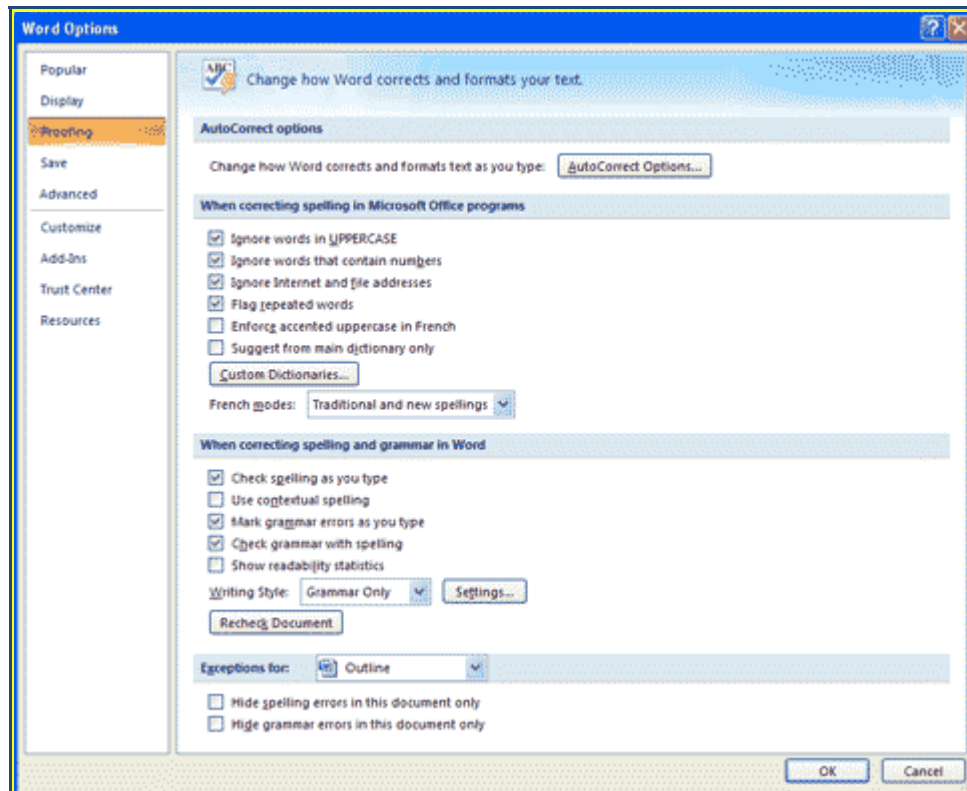 Word Options
Popular
Display
Proofing
Save
Advanced
Customize
Add-Ins
Trust Center
Resources
ABC
Change how Word corrects and formats your text.
AutoCorrect options
Change how Word corrects and formats text as you type: AutoCorrect Options...
When correcting spelling in Microsoft Office programs
Ignore words in UPPERCASE
Ignore words that contain numbers
Ignore Internet and file addresses
Flag repeated words
Enforce accented uppercase in French
Suggest from main dictionary only
Custom Dictionaries...
French modes: Traditional and new spellings
When correcting spelling and grammar in Word
Check spelling as you type
Use contextual spelling
Mark grammar errors as you type
Check grammar with spelling
Show readability statistics
Writing Style: Grammar Only Settings...
Recheck Document
Exceptions for: Outline
Hide spelling errors in this document only
Hide grammar errors in this document only
OK Cancel